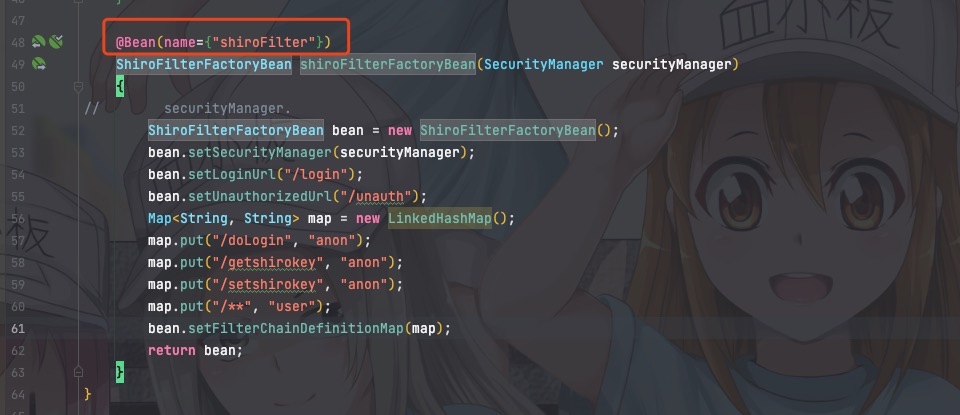 血小板
47
48 @Bean(name={"shiroFilter"})
49 ShiroFilterFactoryBean shiroFilterFactoryBean(SecurityManager securityManager)
50 {
51 // securityManager.
52 ShiroFilterFactoryBean bean = new ShiroFilterFactoryBean();
53 bean.setSecurityManager(securityManager);
54 bean.setLoginUrl("/login");
55 bean.setUnauthorizedUrl("/unauth");
56 Map<String, String> map = new LinkedHashMap();
57 map.put("/doLogin", "anon");
58 map.put("/getshirokey", "anon");
59 map.put("/setshirokey", "anon");
60 map.put("/**", "user");
61 bean.setFilterChainDefinitionMap(map);
62 return bean;
63 }
64 }